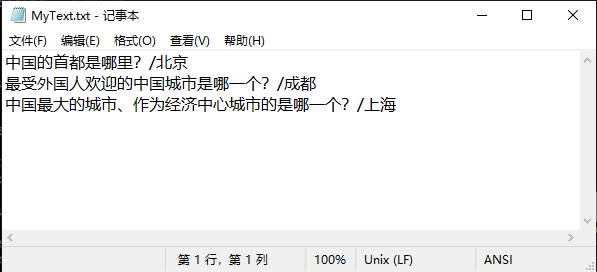 MyText.txt - 记事本
文件(F) 编辑(E) 格式(O) 查看(V) 帮助(H)
中国的首都是哪里？/北京
最受外国人欢迎的中国城市是哪一个？/成都
中国最大的城市、作为经济中心城市的是哪一个？/上海
第 1 行，第 1 列 100% Unix (LF) ANSI